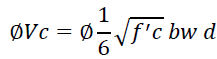 ∅Vc = ∅ 1/6 √f'c bw d